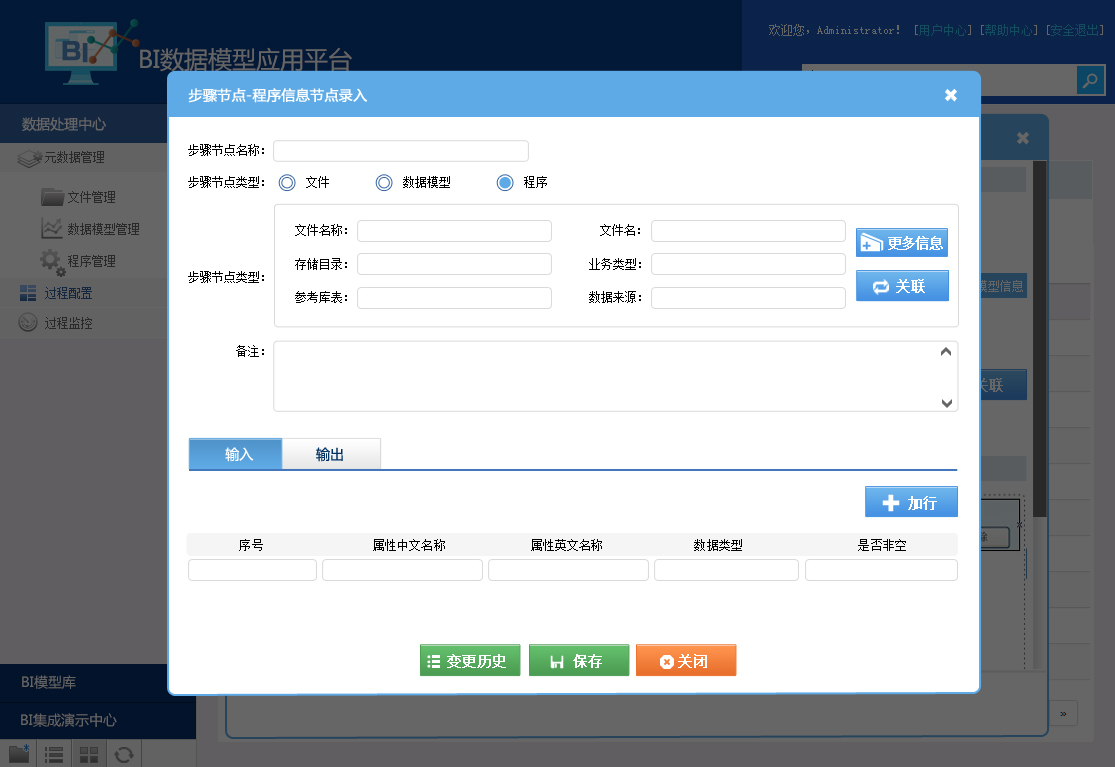 欢迎您，Administrator！ [用户中心] [帮助中心] [安全退出]
BI
BI数据模型应用平台
步骤节点-程序信息节点录入
数据处理中心
元数据管理
文件管理
数据模型管理
程序管理
过程配置
过程监控
步骤节点名称：
步骤节点类型： 文件 数据模型 程序
步骤节点类型：
文件名称： 文件名： 更多信息
存储目录： 业务类型： 关联
参考库表： 数据来源：
模型信息
关联
备注：
输入 输出
加行
序号 属性中文名称 属性英文名称 数据类型 是否非空
变更历史 保存 关闭
BI模型库
BI集成演示中心
»